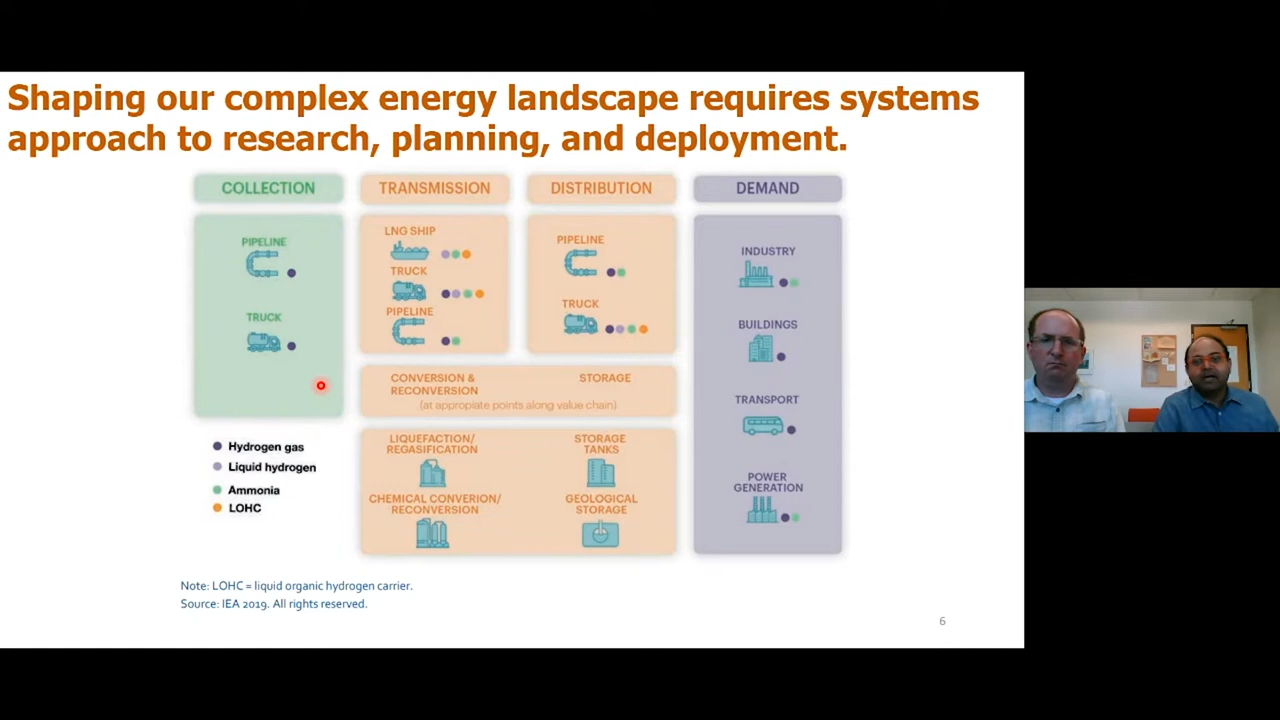 Shaping our complex energy landscape requires systems
approach to research, planning, and deployment.
COLLECTION
PIPELINE
TRUCK
TRANSMISSION
LNG SHIP
TRUCK
PIPELINE
DISTRIBUTION
PIPELINE
TRUCK
CONVERSION &
RECONVERSION
STORAGE
(at appropiate points along value chain)
LIQUEFACTION/
REGASIFICATION
STORAGE
TANKS
CHEMICAL CONVERION/
RECONVERSION
GEOLOGICAL
STORAGE
DEMAND
INDUSTRY
BUILDINGS
TRANSPORT
POWER
GENERATION
Hydrogen gas
Liquid hydrogen
Ammonia
LOHC
Note: LOHC = liquid organic hydrogen carrier.
Source: IEA 2019. All rights reserved.
6